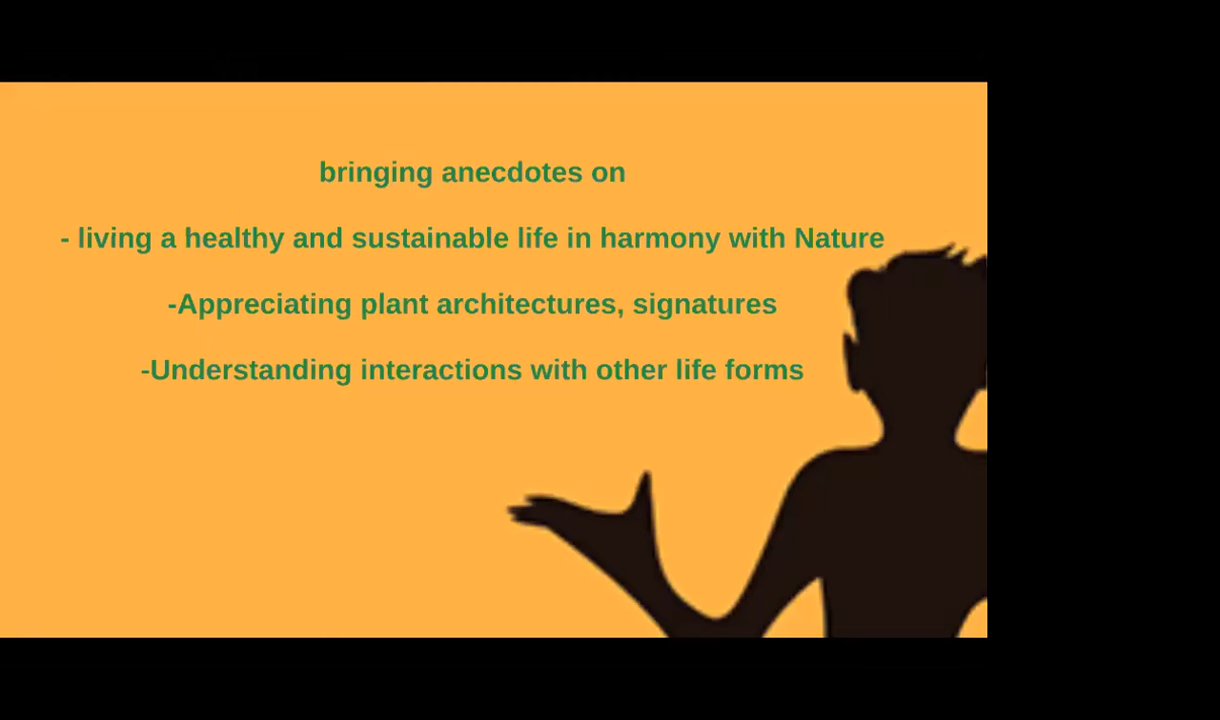 bringing anecdotes on
- living a healthy and sustainable life in harmony with Nature
-Appreciating plant architectures, signatures
-Understanding interactions with other life forms